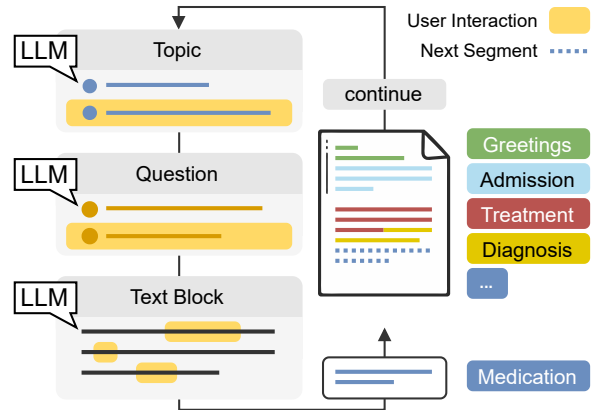 LLM
Topic
User Interaction
Next Segment
continue
LLM
Question
Greetings
Admission
Treatment
Diagnosis
...
LLM
Text Block
Medication